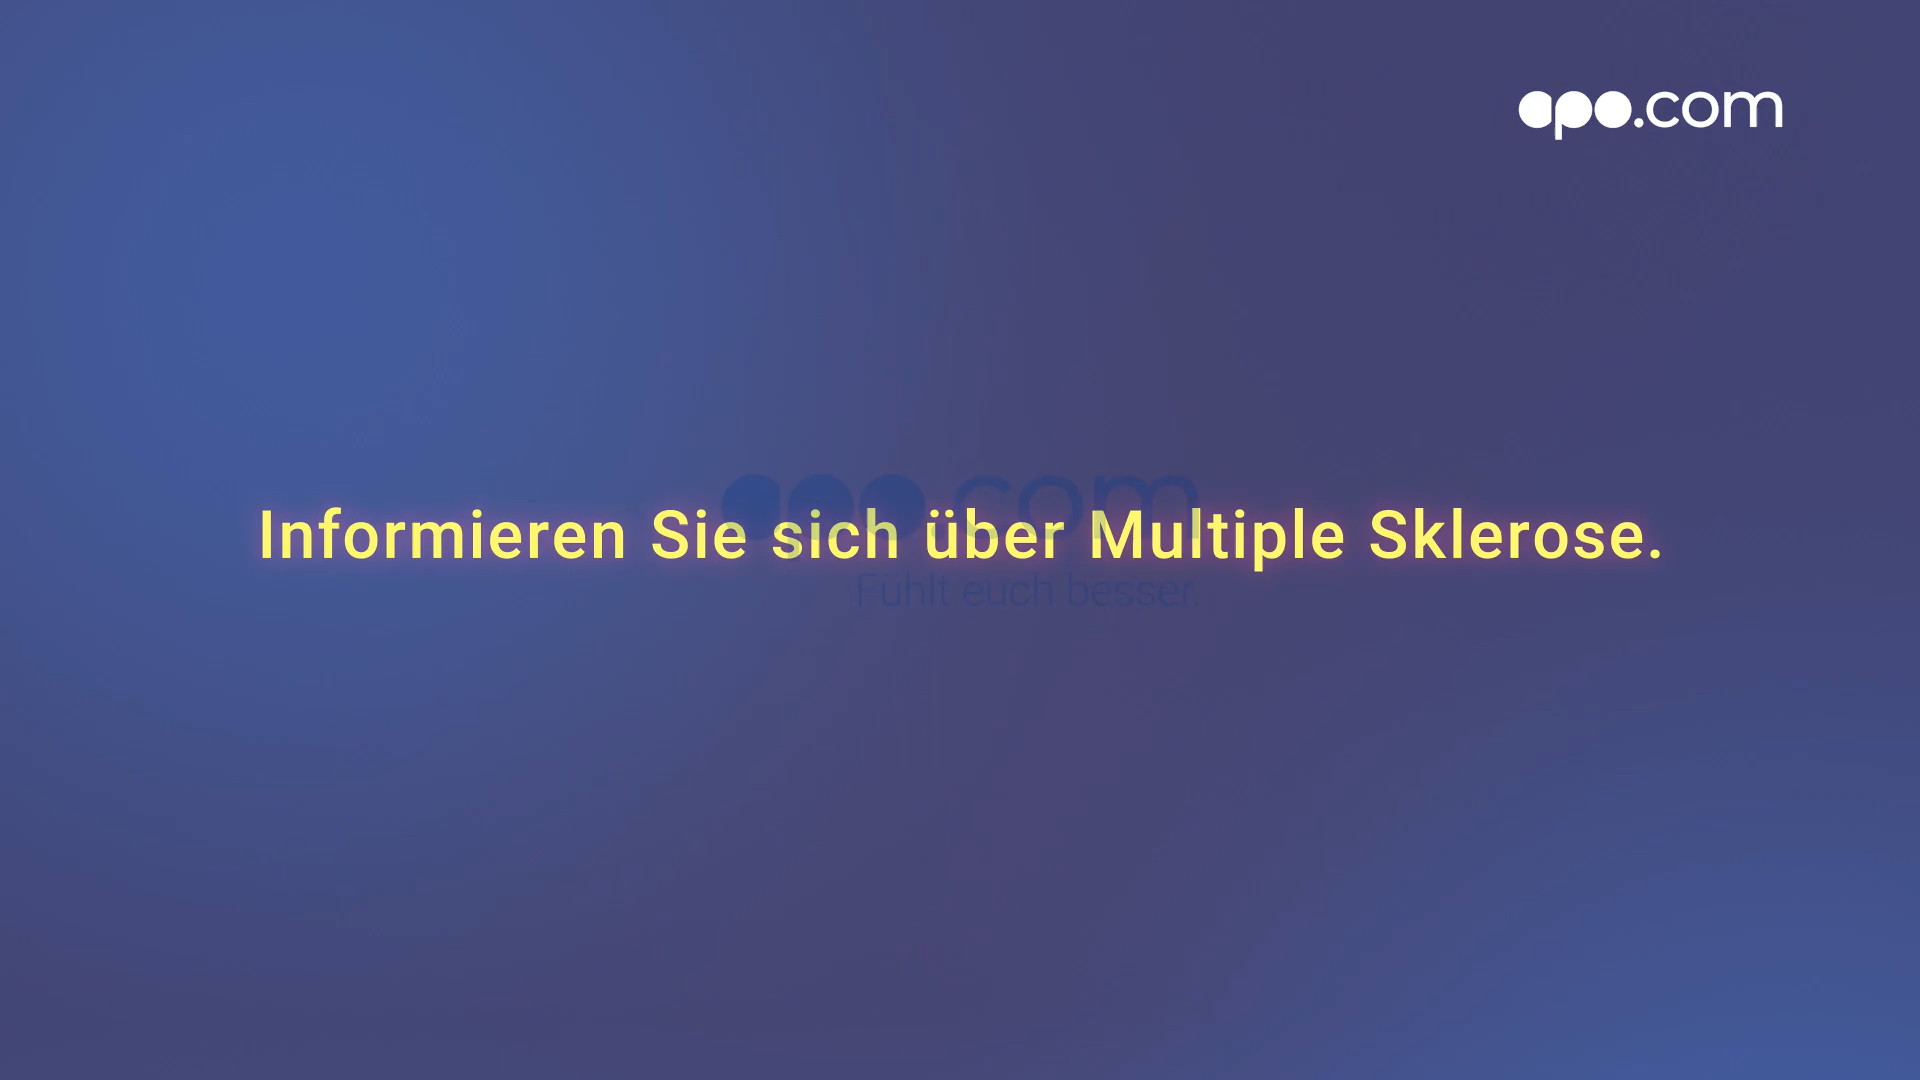 apo.com
apo.com
Informieren Sie sich über Multiple Sklerose.
Fühlt euch besser.